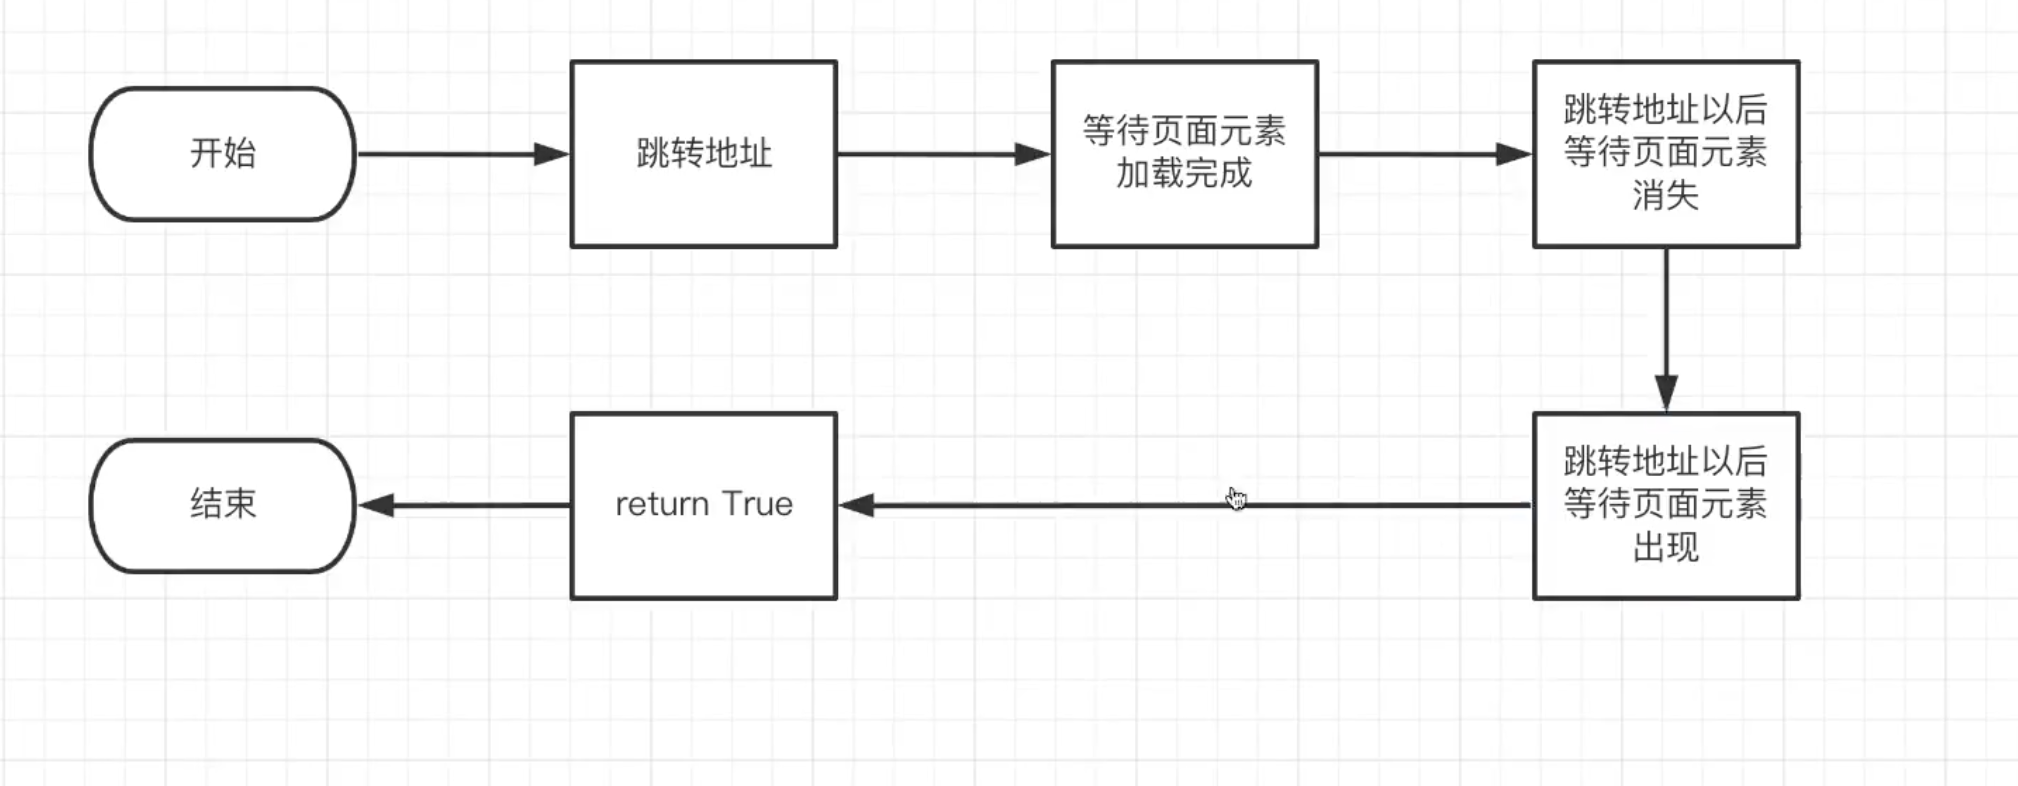 开始
跳转地址
等待页面元素
加载完成
跳转地址以后
等待页面元素
消失
跳转地址以后
等待页面元素
出现
return True
结束